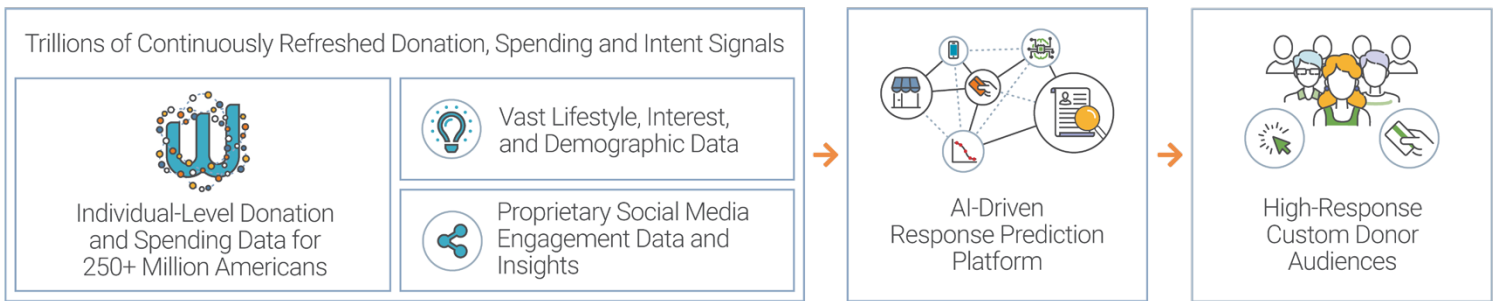 Trillions of Continuously Refreshed Donation, Spending and Intent Signals
Individual-Level Donation
and Spending Data for
250+ Million Americans
Vast Lifestyle, Interest,
and Demographic Data
Proprietary Social Media
Engagement Data and
Insights
AI-Driven
Response Prediction
Platform
High-Response
Custom Donor
Audiences